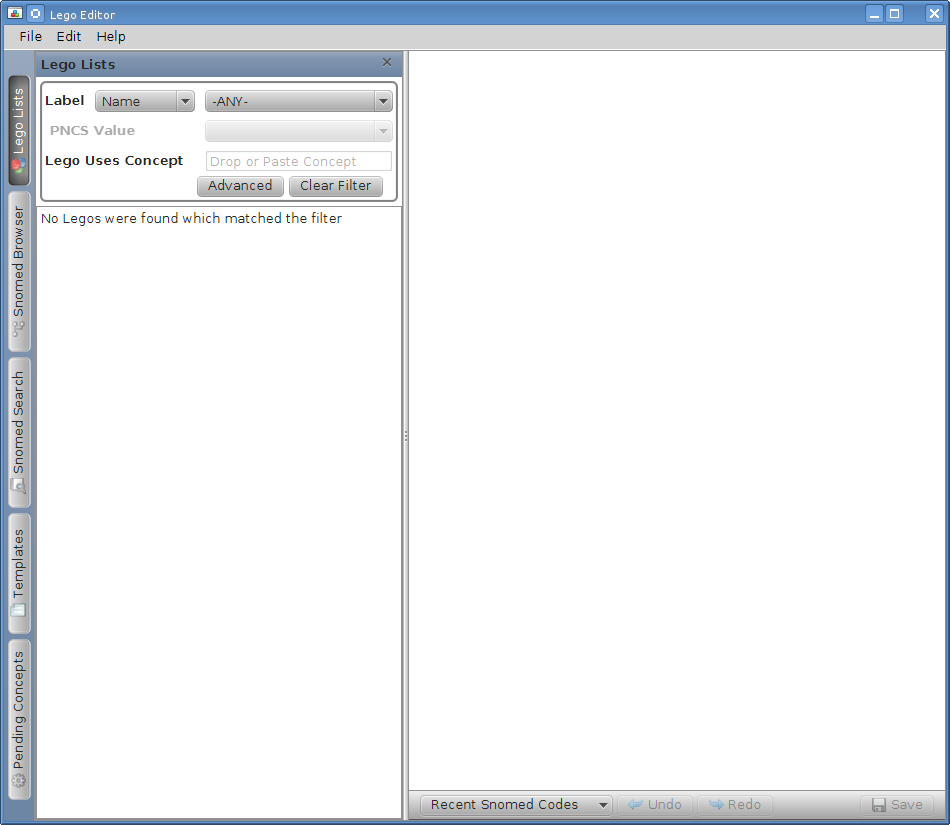 Lego Editor
File Edit Help
Lego Lists
Label Name -ANY-
PNCS Value
Lego Uses Concept Drop or Paste Concept
Advanced Clear Filter
No Legos were found which matched the filter
Lego Lists
Snomed Browser
Snomed Search
Templates
Pending Concepts
Recent Snomed Codes Undo Redo Save